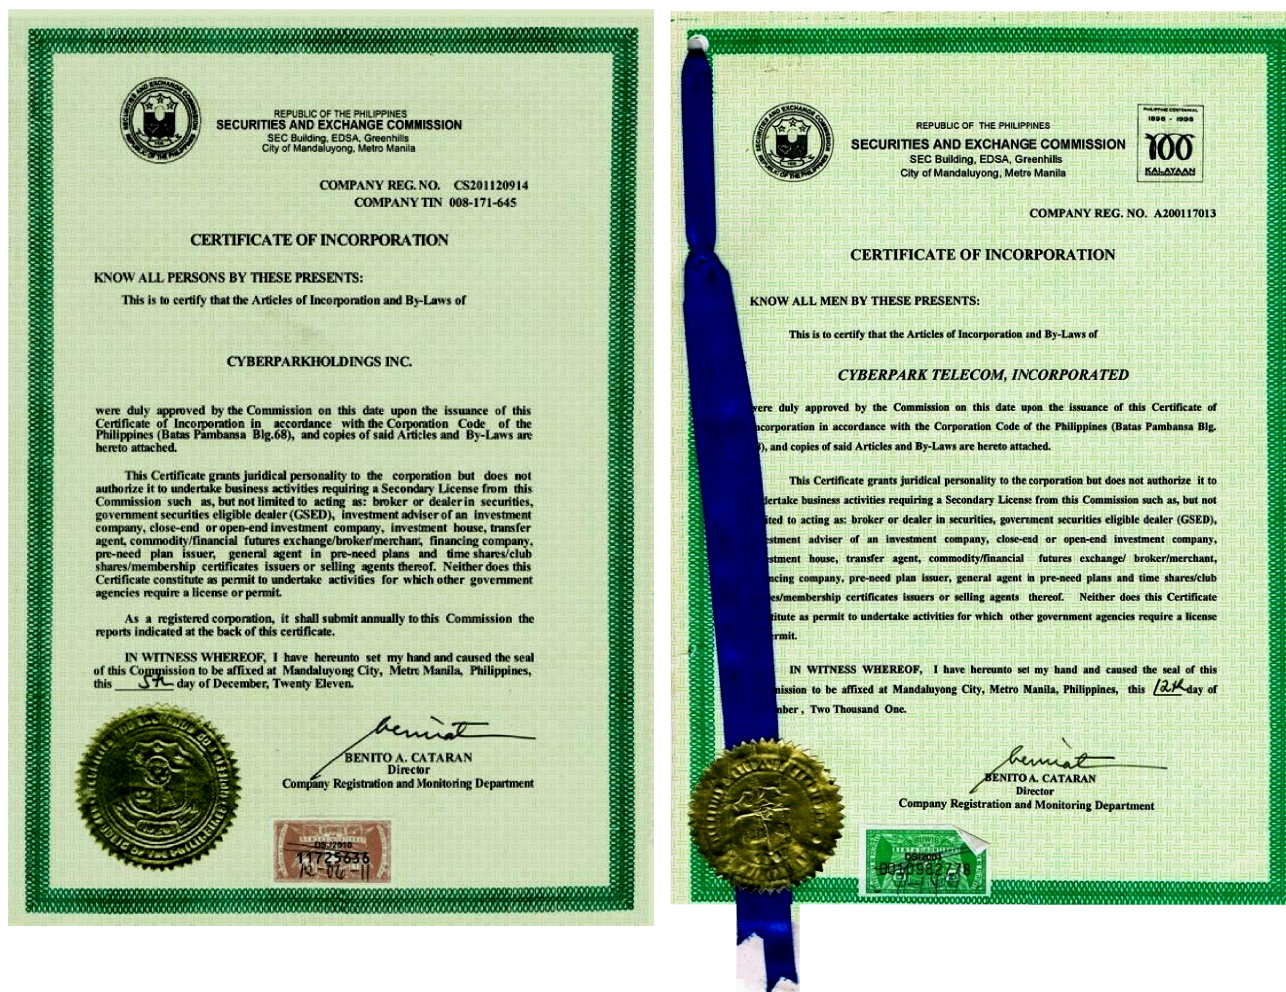 REPUBLIC OF THE PHILIPPINES
SECURITIES AND EXCHANGE COMMISSION
SEC Building, EDSA, Greenhills
City of Mandaluyong, Metro Manila
COMPANY REG. NO. CS201120914
COMPANY TIN 008-171-645
CERTIFICATE OF INCORPORATION
KNOW ALL PERSONS BY THESE PRESENTS:
This is to certify that the Articles of Incorporation and By-Laws of
CYBERPARKHOLDINGS INC.
were duly approved by the Commission on this date upon the issuance of this
Certificate of Incorporation in accordance with the Corporation Code of the
Philippines (Batas Pambansa Blg.68), and copies of said Articles and By-Laws are
hereto attached.
This Certificate grants juridical personality to the corporation but does not
authorize it to undertake business activities requiring a Secondary License from this
Commission such as, but not limited to acting as: broker or dealer in securities,
government securities eligible dealer (GSED), investment adviser of an investment
company, close-end or open-end investment company, investment house, transfer
agent, commodity/financial futures exchange/broker/merchant, financing company,
pre-need plan issuer, general agent in pre-need plans and time shares/club
shares/membership certificates issuers or selling agents thereof. Neither does this
Certificate constitute as permit to undertake activities for which other government
agencies require a license or permit.
As a registered corporation, it shall submit annually to this Commission the
reports indicated at the back of this certificate.
IN WITNESS WHEREOF, I have hereunto set my hand and caused the seal
of this Commission to be affixed at Mandaluyong City, Metro Manila, Philippines,
this 5th day of December, Twenty Eleven.
BENITO A. CATARAN
Director
Company Registration and Monitoring Department
11725636
12-06-11
REPUBLIC OF THE PHILIPPINES
SECURITIES AND EXCHANGE COMMISSION
SEC Building, EDSA, Greenhills
City of Mandaluyong, Metro Manila
PHILIPPINE CENTENNIAL
1898 - 1998
100
KALAYAAN
COMPANY REG. NO. A200117013
CERTIFICATE OF INCORPORATION
KNOW ALL MEN BY THESE PRESENTS:
This is to certify that the Articles of Incorporation and By-Laws of
CYBERPARK TELECOM, INCORPORATED
were duly approved by the Commission on this date upon the issuance of this Certificate of
ncorporation in accordance with the Corporation Code of the Philippines (Batas Pambansa Blg.
), and copies of said Articles and By-Laws are hereto attached.
This Certificate grants juridical personality to the corporation but does not authorize it to
dertake business activities requiring a Secondary License from this Commission such as, but not
ited to acting as: broker or dealer in securities, government securities eligible dealer (GSED),
stment adviser of an investment company, close-end or open-end investment company,
stment house, transfer agent, commodity/financial futures exchange/ broker/merchant,
ncing company, pre-need plan issuer, general agent in pre-need plans and time shares/club
es/membership certificates issuers or selling agents thereof. Neither does this Certificate
titute as permit to undertake activities for which other government agencies require a license
rmit.
IN WITNESS WHEREOF, I have hereunto set my hand and caused the seal of this
mission to be affixed at Mandaluyong City, Metro Manila, Philippines, this 12th day of
mber , Two Thousand One.
BENITO A. CATARAN
Director
Company Registration and Monitoring Department